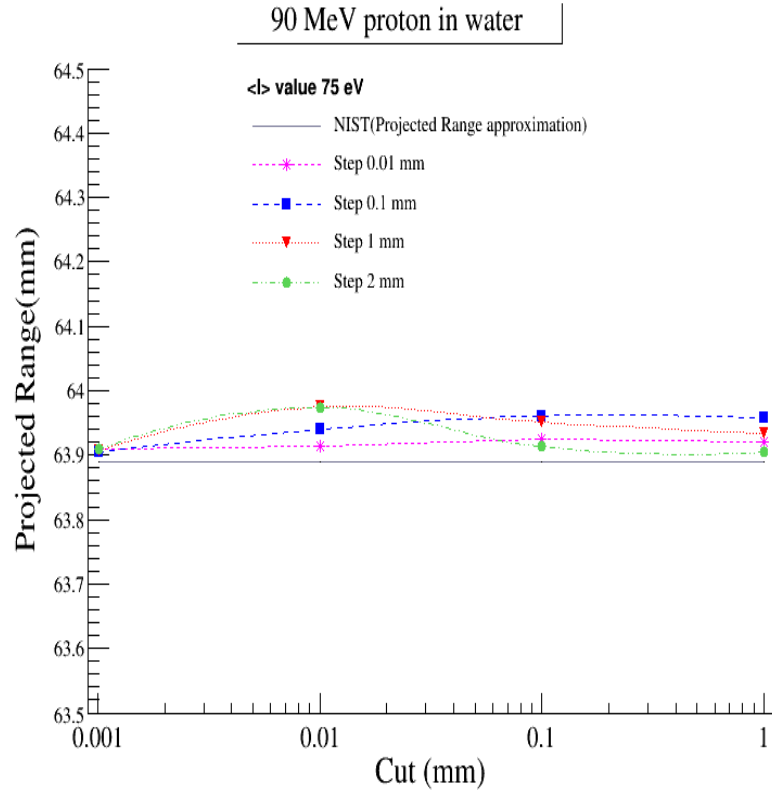 90 MeV proton in water
<I> value 75 eV
NIST(Projected Range approximation)
Step 0.01 mm
Step 0.1 mm
Step 1 mm
Step 2 mm
Projected Range(mm)
64.5
64.4
64.3
64.2
64.1
64
63.9
63.8
63.7
63.6
63.5
0.001
0.01
0.1
1
Cut (mm)